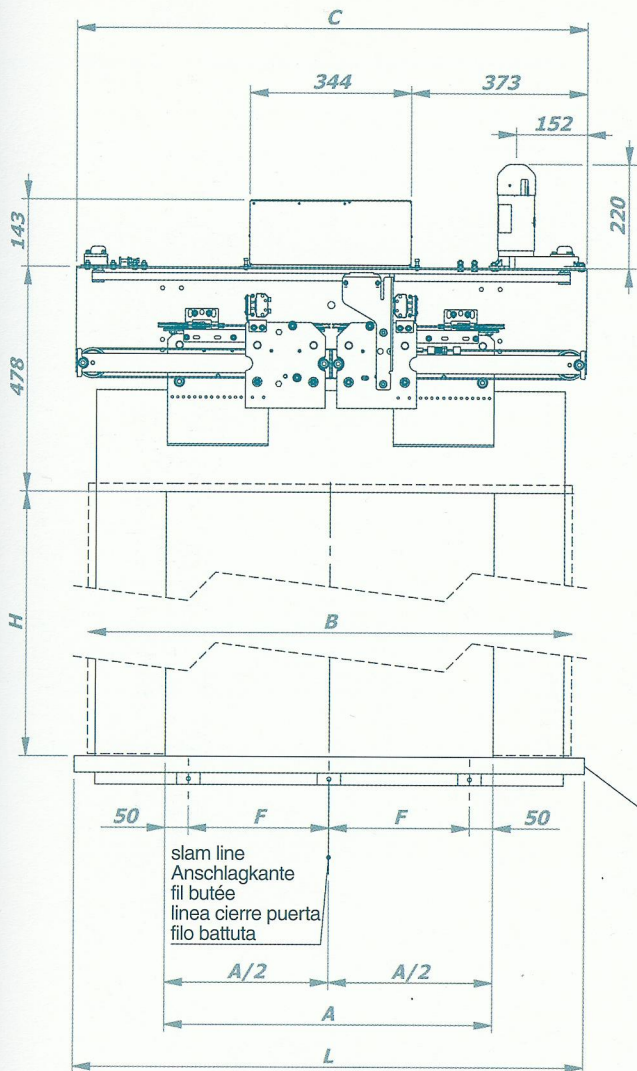 C
344
373
152
143
220
478
H
B
50
F
F
50
slam line
Anschlagkante
fil butée
linea cierre puerta
filo battuta
A/2
A/2
A
L